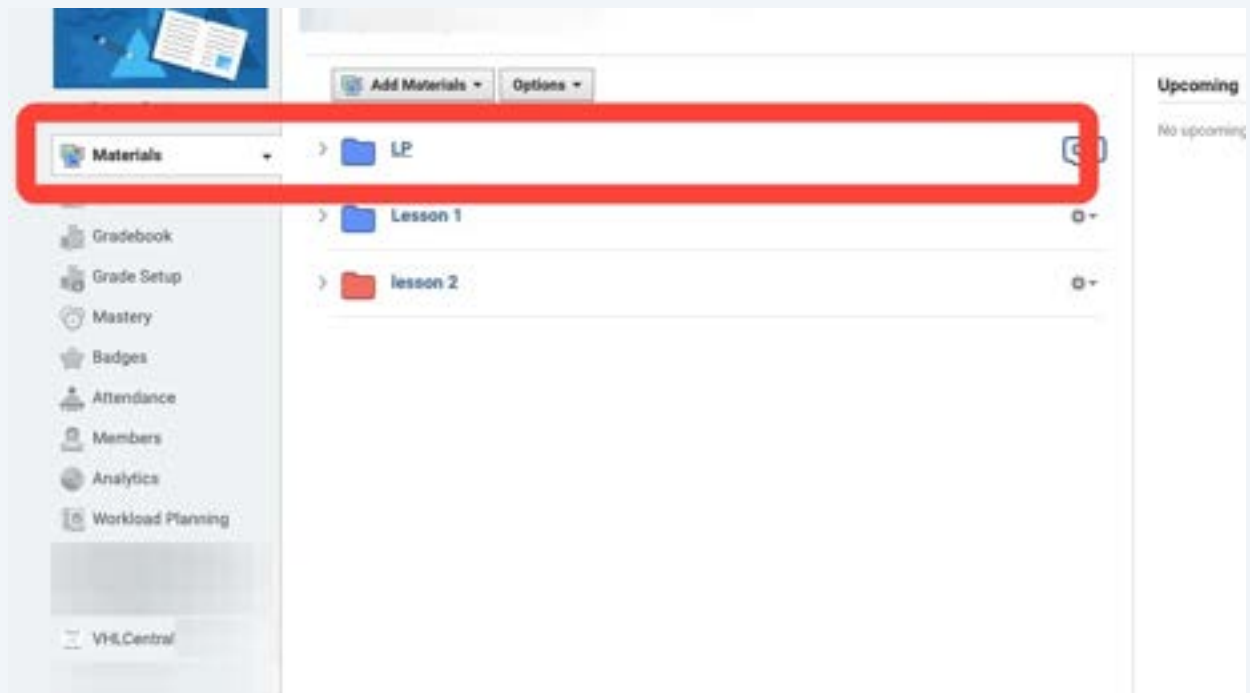 Add Materials
Options
Upcoming
No upcoming
Materials
LP
Lesson 1
Gradebook
Grade Setup
lesson 2
Mastery
Badges
Attendance
Members
Analytics
Workload Planning
VHLCentral